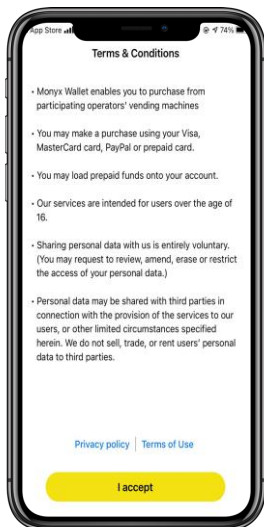 App Store 74%
Terms & Conditions
• Monyx Wallet enables you to purchase from
participating operators' vending machines
• You may make a purchase using your Visa,
MasterCard card, PayPal or prepaid card.
• You may load prepaid funds onto your account.
• Our services are intended for users over the age of
16.
• Sharing personal data with us is entirely voluntary.
(You may request to review, amend, erase or restrict
the access of your personal data.)
• Personal data may be shared with third parties in
connection with the provision of the services to our
users, or other limited circumstances specified
herein. We do not sell, trade, or rent users' personal
data to third parties.
Privacy policy | Terms of Use
I accept